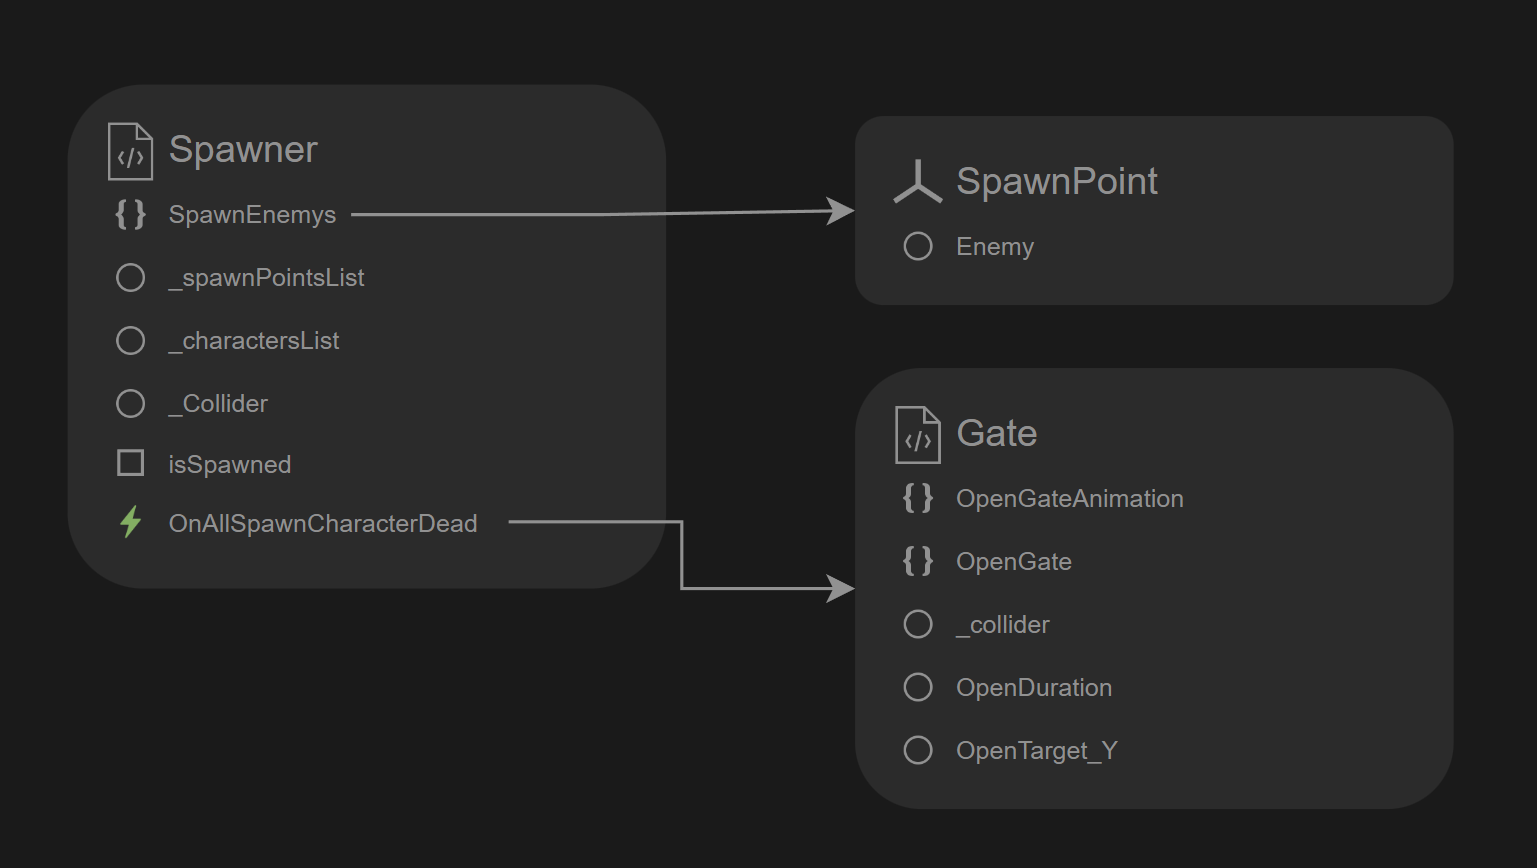 Spawner
SpawnEnemys
_spawnPointsList
_charactersList
_Collider
isSpawned
OnAllSpawnCharacterDead
SpawnPoint
Enemy
Gate
OpenGateAnimation
OpenGate
_collider
OpenDuration
OpenTarget_Y